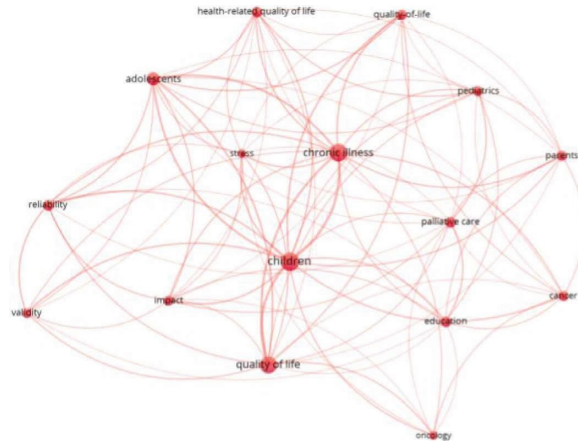 health-related quality of life
quality-of-life
adolescents
pediatrics
stress
chronic illness
parents
reliability
palliative care
children
impact
cancer
validity
education
quality of life
oncology